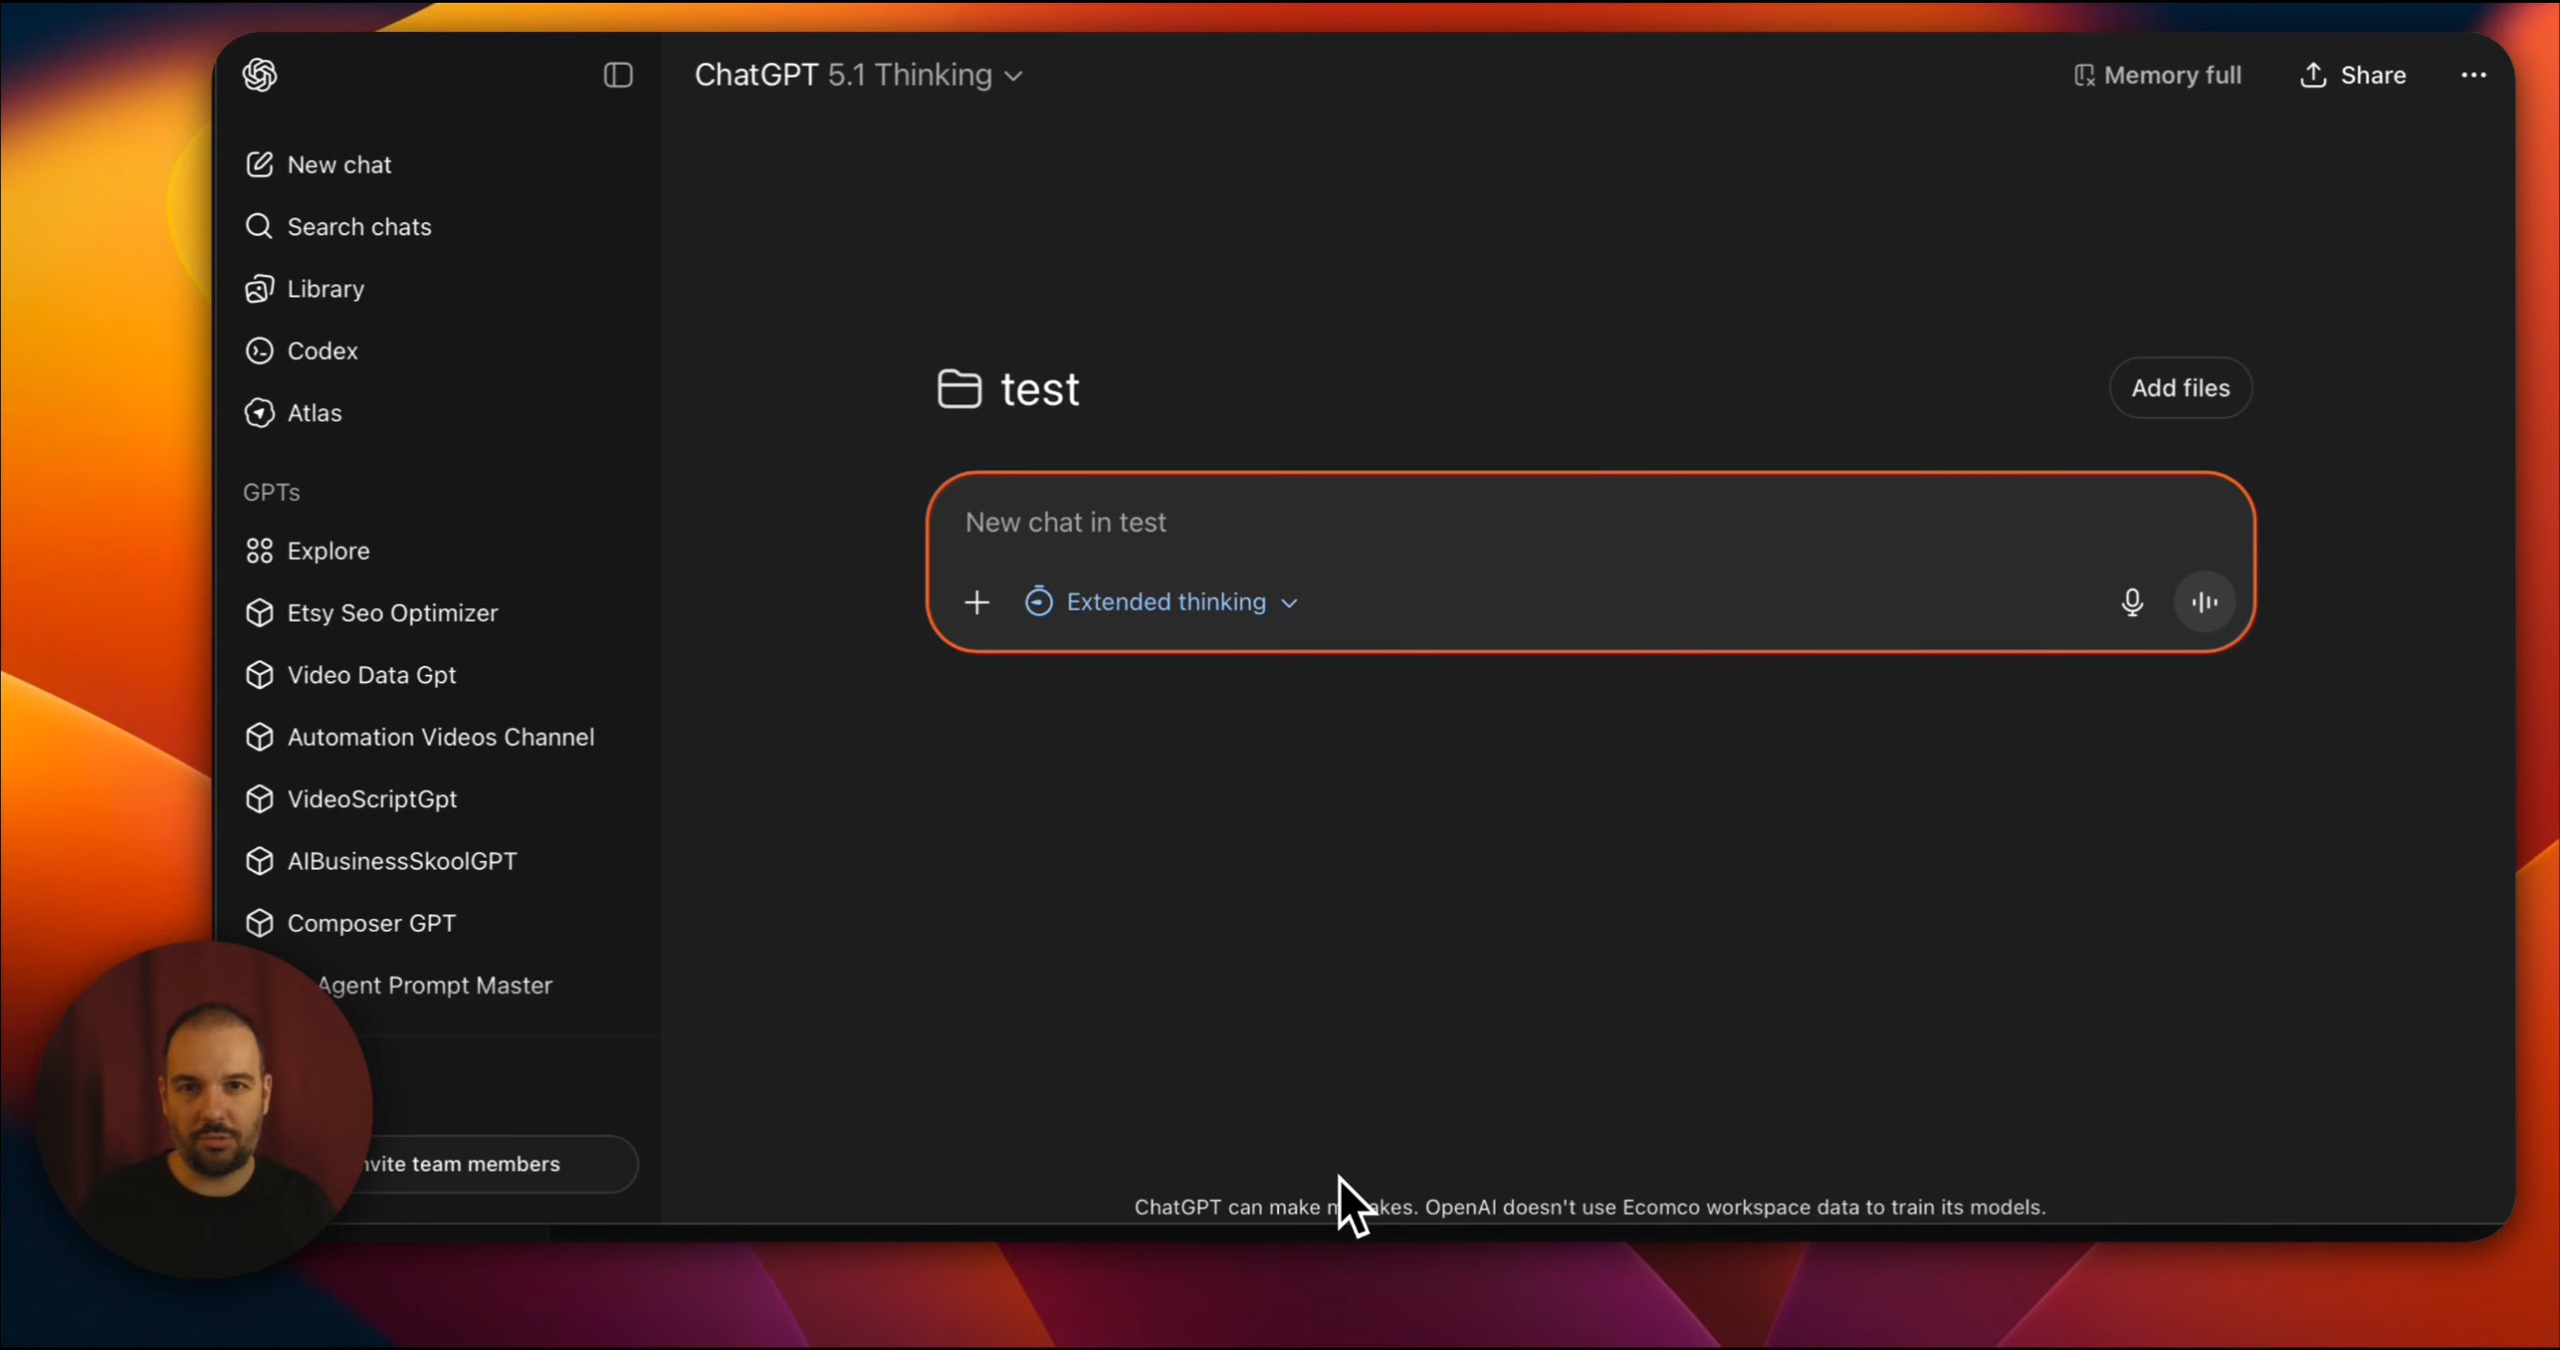 ChatGPT 5.1 Thinking
Memory full
Share
New chat
Search chats
Library
Codex
Atlas
GPTs
Explore
Etsy Seo Optimizer
Video Data Gpt
Automation Videos Channel
VideoScriptGpt
AIBusinessSkoolGPT
Composer GPT
Agent Prompt Master
team members
test
Add files
New chat in test
Extended thinking
ChatGPT can make OpenAI doesn't use Ecomco workspace data to train its models.